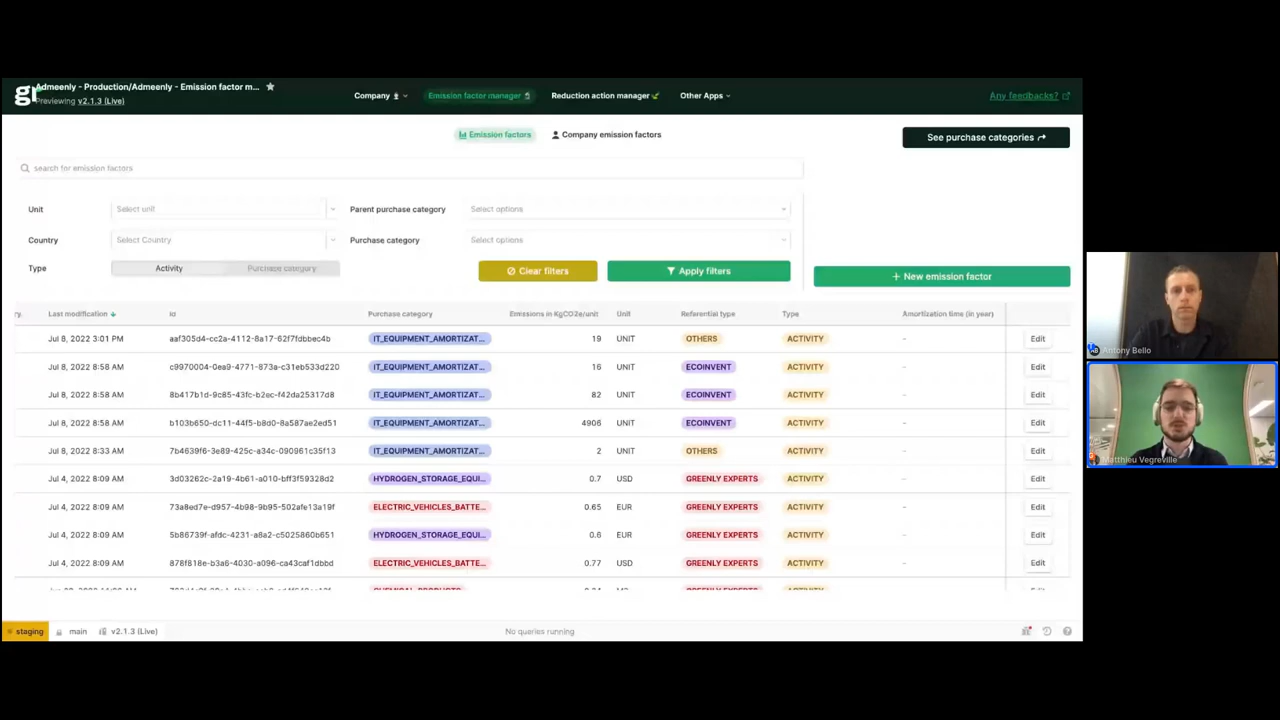 gr
Admeenly - Production/Admeenly - Emission factor m...
Previewing v2.1.3 (Live)
Company
Emission factor manager
Reduction action manager
Other Apps
Any feedbacks?
Emission factors
Company emission factors
See purchase categories
search for emission factors
Unit Select unit Parent purchase category Select options
Country Select Country Purchase category Select options
Type Activity Purchase category Clear filters Apply filters + New emission factor
Last modification Id Purchase category Emissions in KgCO2e/unit Unit Referential type Type Amortization time (in year)
Jul 8, 2022 3:01 PM aaf305d4-cc2a-4112-8a17-62f7fdbbec4b IT_EQUIPMENT_AMORTIZAT... 19 UNIT OTHERS ACTIVITY - Edit
Jul 8, 2022 8:58 AM c9970004-0ea9-4771-873a-c31eb533d220 IT_EQUIPMENT_AMORTIZAT... 16 UNIT ECOINVENT ACTIVITY - Edit
Jul 8, 2022 8:58 AM 8b417b1d-9c85-43fc-b2ec-f42da25317d8 IT_EQUIPMENT_AMORTIZAT... 82 UNIT ECOINVENT ACTIVITY - Edit
Jul 8, 2022 8:58 AM b103b650-dc11-44f5-b8d0-8a587ae2ed51 IT_EQUIPMENT_AMORTIZAT... 4906 UNIT ECOINVENT ACTIVITY - Edit
Jul 8, 2022 8:33 AM 7b4639f6-3e89-425c-a34c-090961c35f13 IT_EQUIPMENT_AMORTIZAT... 2 UNIT OTHERS ACTIVITY - Edit
Jul 4, 2022 8:09 AM 3d03262c-2a19-4b61-a010-bff3f59328d2 HYDROGEN_STORAGE_EQUI... 0.7 USD GREENLY EXPERTS ACTIVITY - Edit
Jul 4, 2022 8:09 AM 73a8ed7e-d957-4b98-9b95-502afe13a19f ELECTRIC_VEHICLES_BATTE... 0.65 EUR GREENLY EXPERTS ACTIVITY - Edit
Jul 4, 2022 8:09 AM 5b86739f-afdc-4231-a8a2-c5025860b651 HYDROGEN_STORAGE_EQUI... 0.6 EUR GREENLY EXPERTS ACTIVITY - Edit
Jul 4, 2022 8:09 AM 878f818e-b3a6-4030-a096-ca43caf1dbbd ELECTRIC_VEHICLES_BATTE... 0.77 USD GREENLY EXPERTS ACTIVITY - Edit
staging main v2.1.3 (Live) No queries running
Antony Bello
Matthieu Vegreville